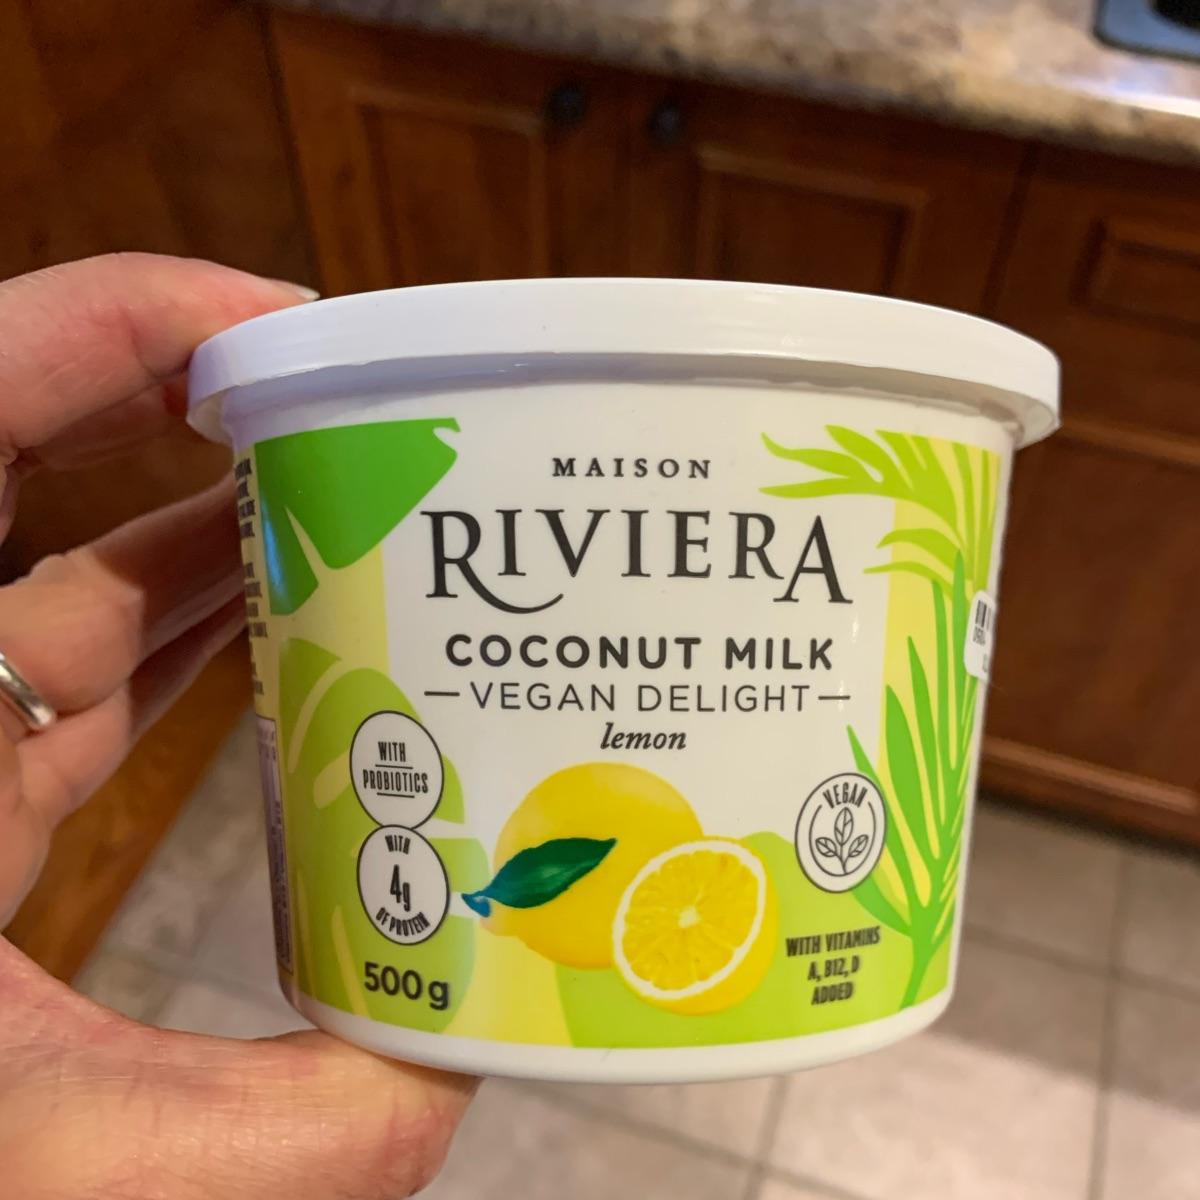 MAISON
RIVIERA
COCONUT MILK
VEGAN DELIGHT
lemon
WITH
PROBIOTICS
WITH
4g
OF PROTEIN
500g
VEGAN
WITH VITAMINS
A, B12, D
ADDED